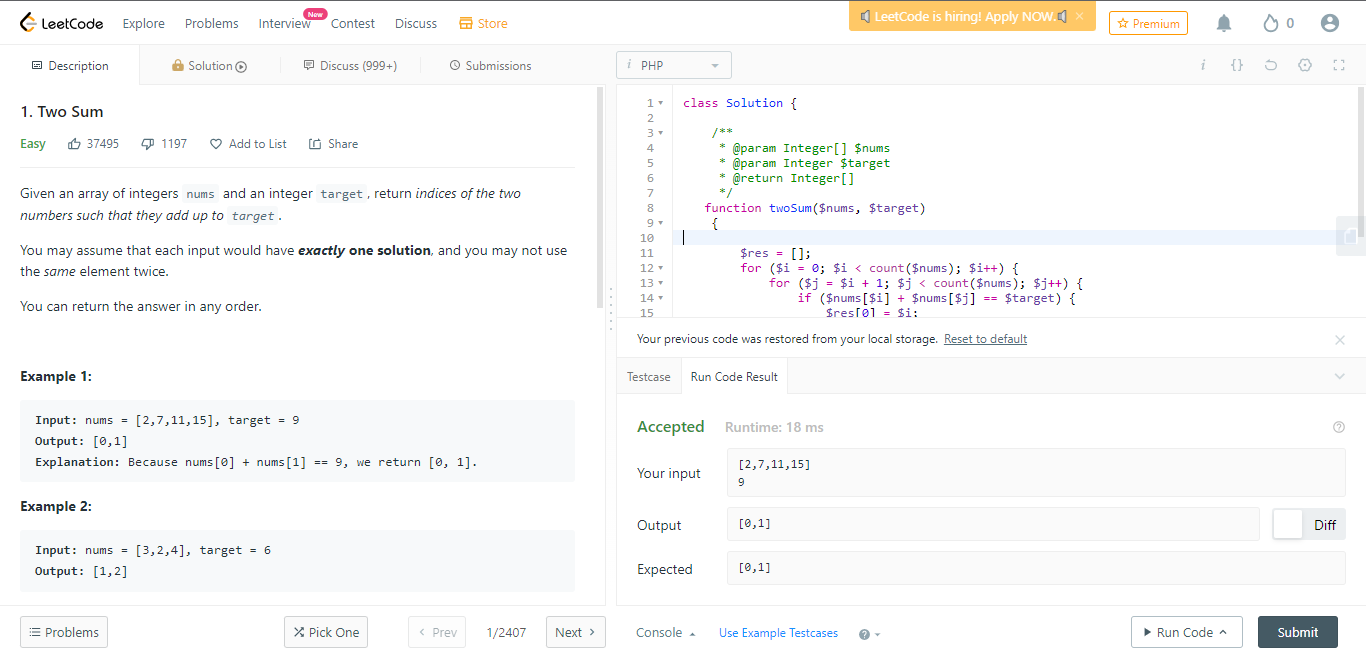 LeetCode Explore Problems Interview New Contest Discuss Store LeetCode is hiring! Apply NOW. × Premium 0
Description Solution Discuss (999+) Submissions
1. Two Sum
Easy 37495 1197 Add to List Share
Given an array of integers nums and an integer target, return indices of the two
numbers such that they add up to target.
You may assume that each input would have exactly one solution, and you may not use
the same element twice.
You can return the answer in any order.
Example 1:
Input: nums = [2,7,11,15], target = 9
Output: [0,1]
Explanation: Because nums[0] + nums[1] == 9, we return [0, 1].
Example 2:
Input: nums = [3,2,4], target = 6
Output: [1,2]
Problems Pick One Prev 1/2407 Next
i PHP i {}
1 class Solution {
2
3 /**
4 * @param Integer[] $nums
5 * @param Integer $target
6 * @return Integer[]
7 */
8 function twoSum($nums, $target)
9 {
10
11 $res = [];
12 for ($i = 0; $i < count($nums); $i++) {
13 for ($j = $i + 1; $j < count($nums); $j++) {
14 if ($nums[$i] + $nums[$j] == $target) {
15 $res[0] = $i;
Your previous code was restored from your local storage. Reset to default
Testcase Run Code Result
Accepted Runtime: 18 ms
Your input
[2,7,11,15]
9
Output [0,1] Diff
Expected [0,1]
Console Use Example Testcases ? Run Code Submit